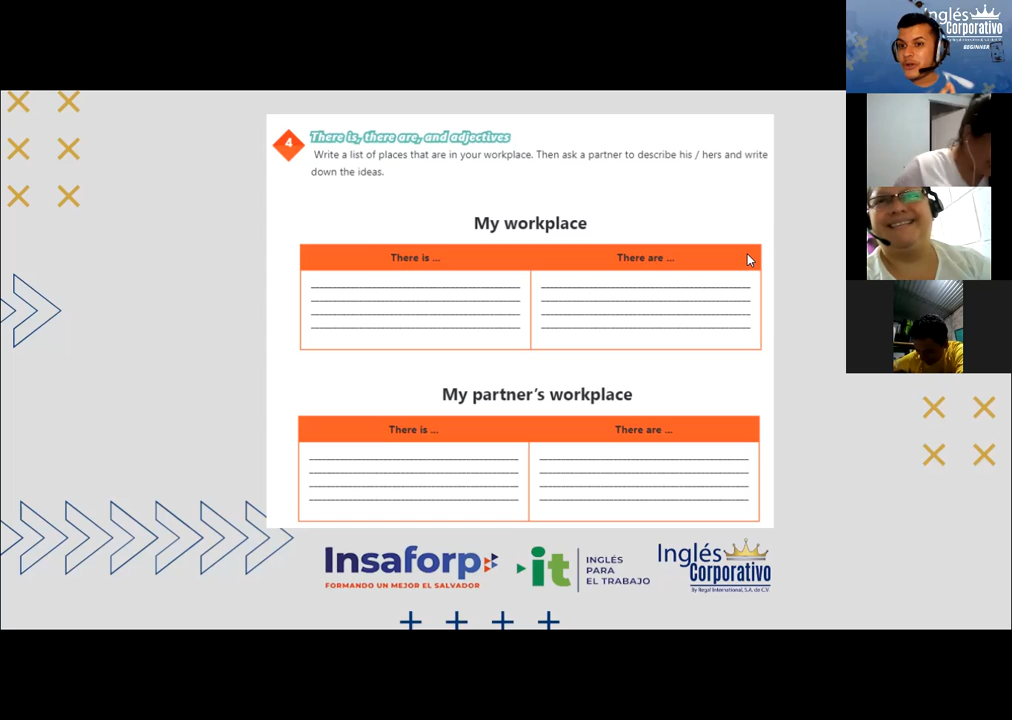 Inglés
Corporativo
BEGINNER
4
There is, there are, and adjectives
Write a list of places that are in your workplace. Then ask a partner to describe his / hers and write
down the ideas.
My workplace
There is ...
There are ...
My partner's workplace
There is ...
There are ...
Insaforp
FORMANDO UN MEJOR EL SALVADOR
it
INGLÉS
PARA
EL TRABAJO
Inglés
Corporativo
By Regal International, S.A. de C.V.